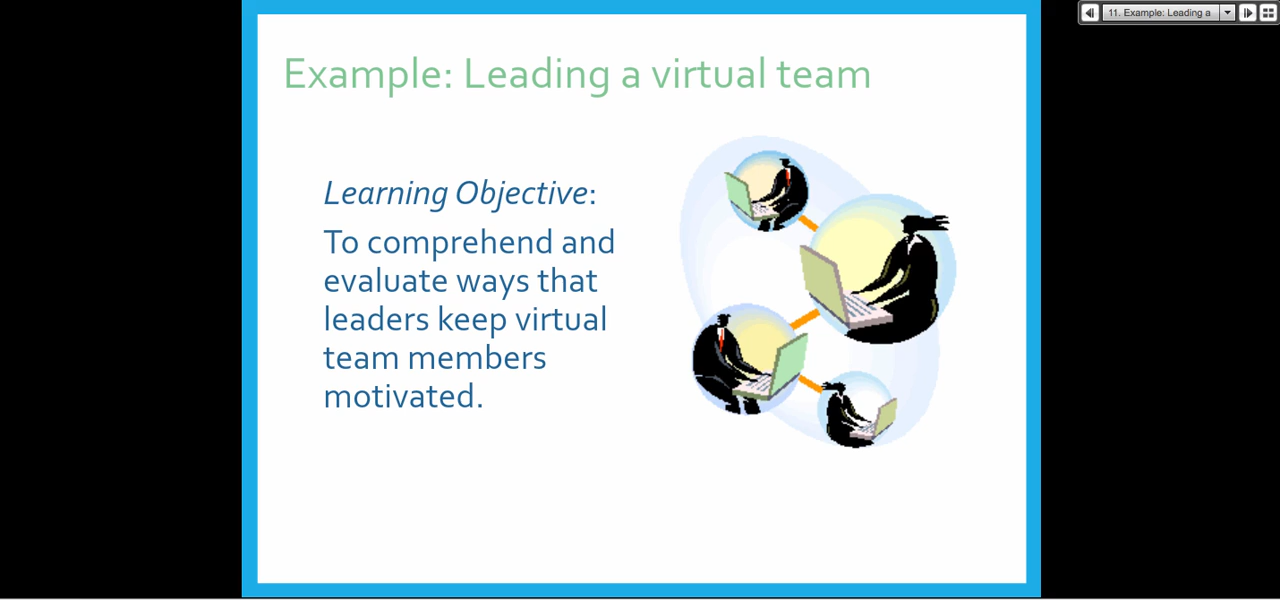 11. Example: Leading a
Example: Leading a virtual team
Learning Objective:
To comprehend and
evaluate ways that
leaders keep virtual
team members
motivated.